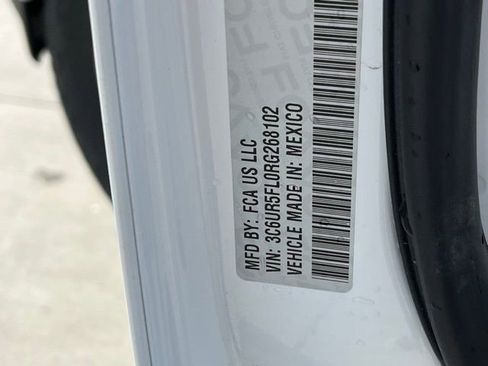 MFD BY: FCA US LLC
VIN: 3C6UR5FL0RG268102
VEHICLE MADE IN: MEXICO